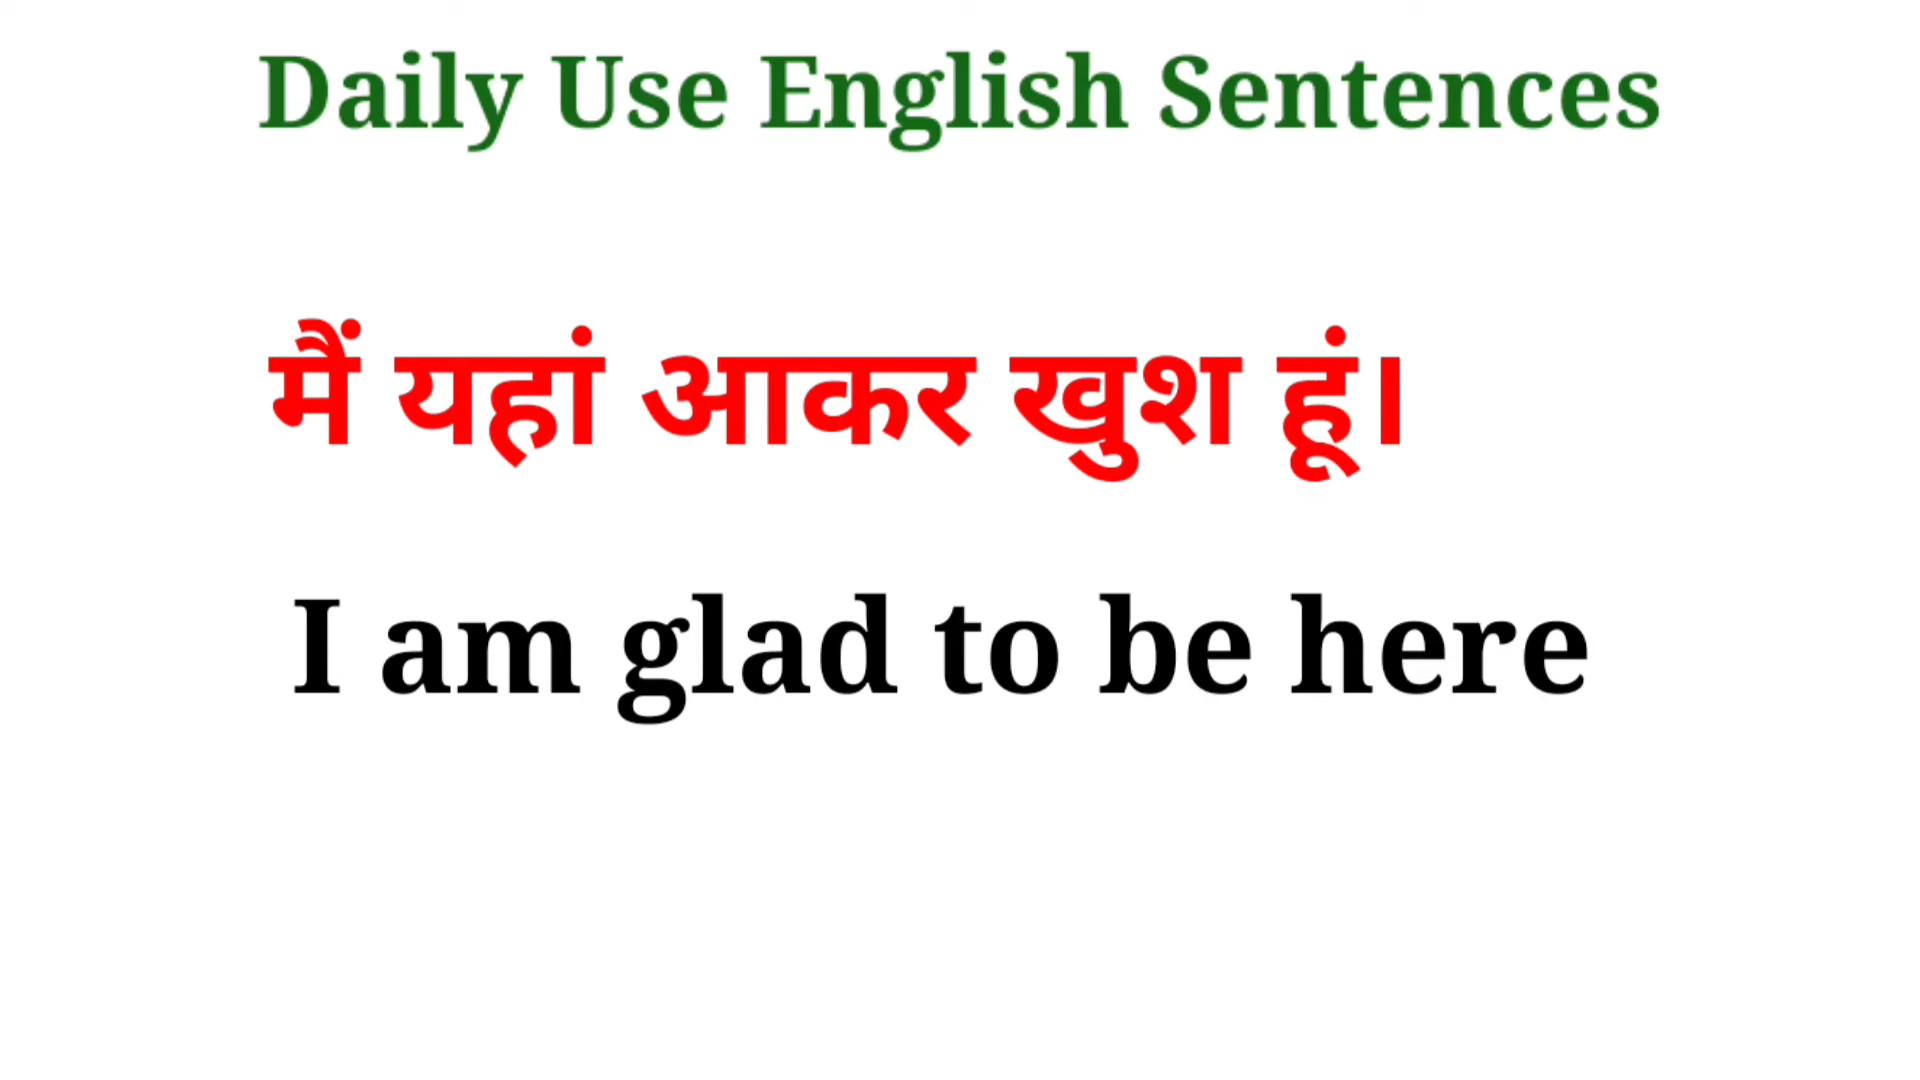 Daily Use English Sentences
मैं यहां आकर खुश हूं।
I am glad to be here